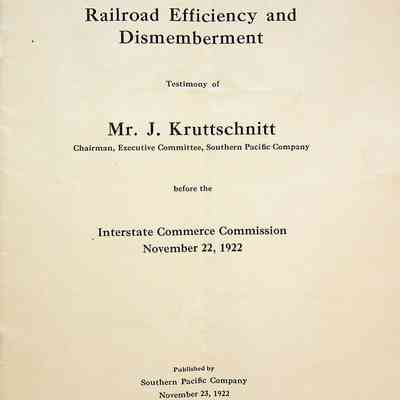 Railroad Efficiency and
Dismemberment
Testimony of
Mr. J. Kruttschnitt
Chairman, Executive Committee, Southern Pacific Company
before the
Interstate Commerce Commission
November 22, 1922
Published by
Southern Pacific Company
November 23, 1922